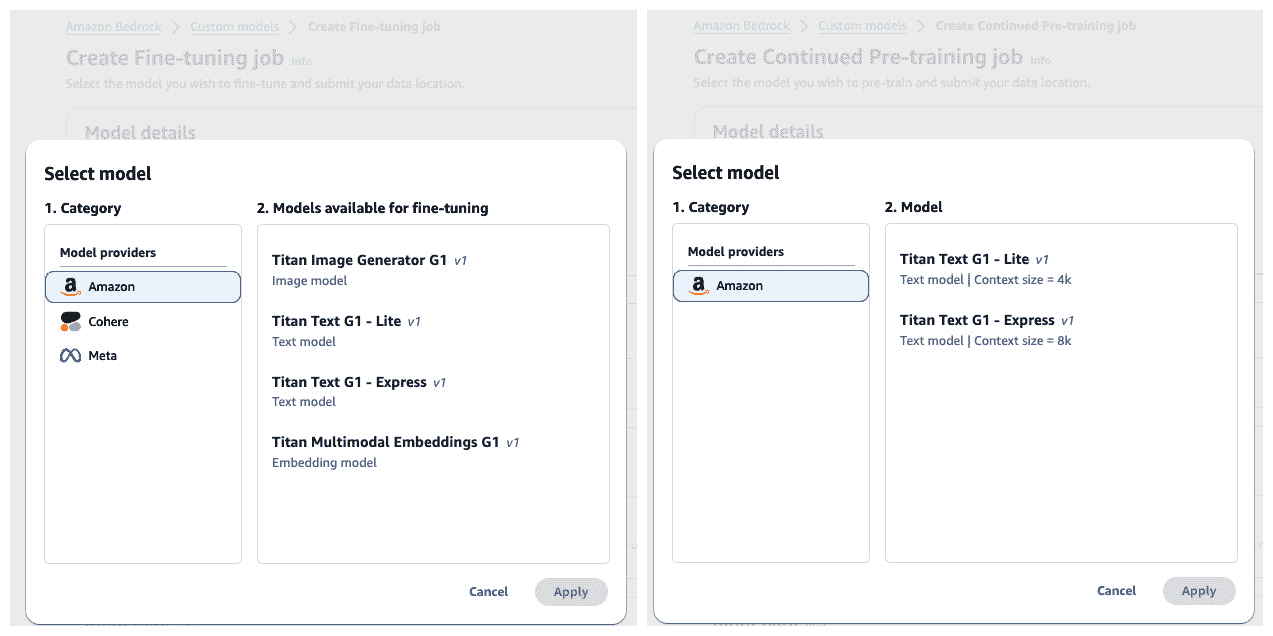 Amazon Bedrock > Custom models > Create Fine-tuning job
Create Fine-tuning job Info
Select the model you wish to fine-tune and submit your data location.
Model details
Select model
1. Category
Model providers
Amazon
Cohere
Meta
2. Models available for fine-tuning
Titan Image Generator G1 v1
Image model
Titan Text G1 - Lite v1
Text model
Titan Text G1 - Express v1
Text model
Titan Multimodal Embeddings G1 v1
Embedding model
Cancel
Apply
Amazon Bedrock > Custom models > Create Continued Pre-training job
Create Continued Pre-training job Info
Select the model you wish to pre-train and submit your data location.
Model details
Select model
1. Category
Model providers
Amazon
2. Model
Titan Text G1 - Lite v1
Text model | Context size = 4k
Titan Text G1 - Express v1
Text model | Context size = 8k
Cancel
Apply